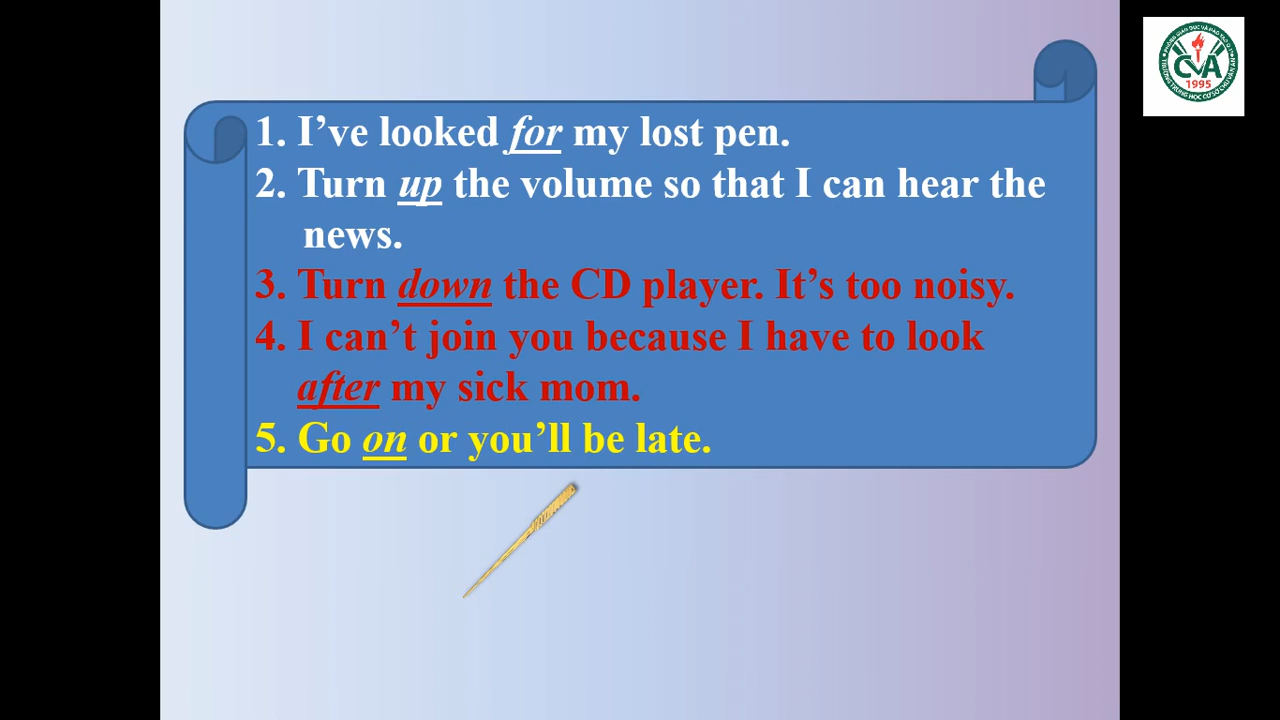 1. I've looked for my lost pen.
2. Turn up the volume so that I can hear the
news.
3. Turn down the CD player. It's too noisy.
4. I can't join you because I have to look
after my sick mom.
5. Go on or you'll be late.
CVA
1995